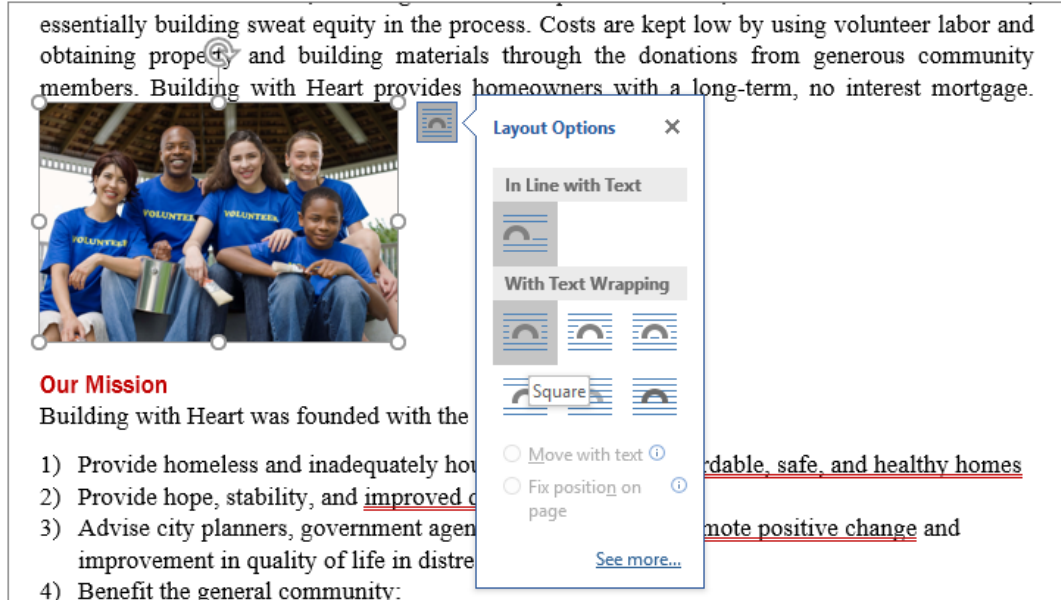 essentially building sweat equity in the process. Costs are kept low by using volunteer labor and
obtaining property and building materials through the donations from generous community
members. Building with Heart provides homeowners with a long-term, no interest mortgage.
VOLUNTEER
VOLUNTEER
VOLUNTEER
Layout Options
In Line with Text
With Text Wrapping
Square
Move with text
Fix position on
page
See more...
Our Mission
Building with Heart was founded with the
1) Provide homeless and inadequately hou rdable, safe, and healthy homes
2) Provide hope, stability, and improved
3) Advise city planners, government agen mote positive change and
improvement in quality of life in distre
4) Benefit the general community: